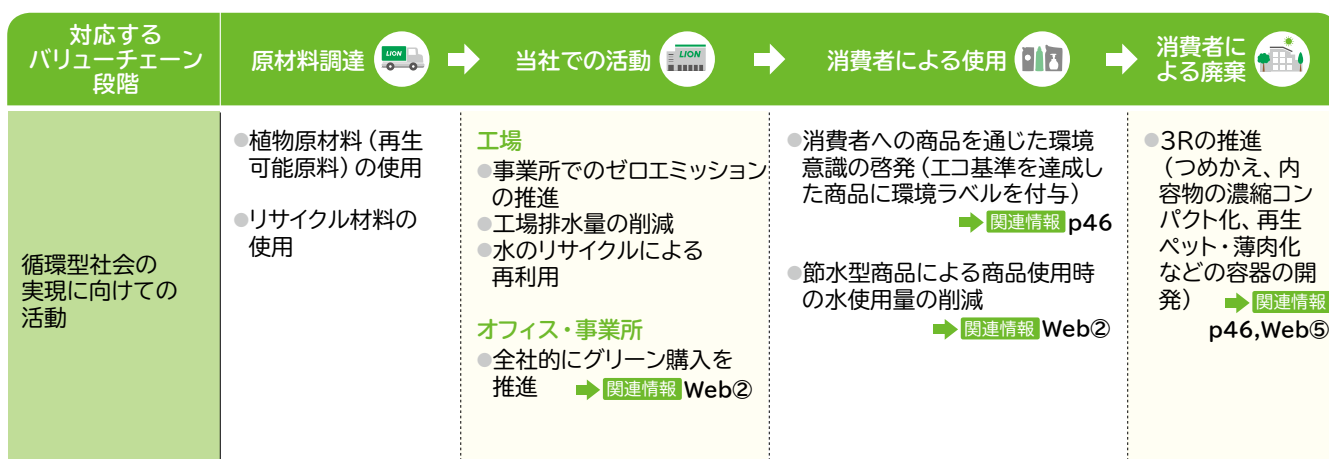 対応する
バリューチェーン
段階
原材料調達
LION
当社での活動
LION
消費者による使用
消費者に
よる廃棄
循環型社会の
実現に向けての
活動
●植物原材料（再生
可能原料）の使用
●リサイクル材料の
使用
工場
●事業所でのゼロエミッション
の推進
●工場排水量の削減
●水のリサイクルによる
再利用
オフィス・事業所
●全社的にグリーン購入を
推進 関連情報 Web②
●消費者への商品を通じた環境
意識の啓発（エコ基準を達成し
た商品に環境ラベルを付与）
関連情報 p46
●節水型商品による商品使用時
の水使用量の削減
関連情報 Web②
●3Rの推進
（つめかえ、内
容物の濃縮コン
パクト化、再生
ペット・薄肉化
などの容器の開
発） 関連情報
p46,Web⑤